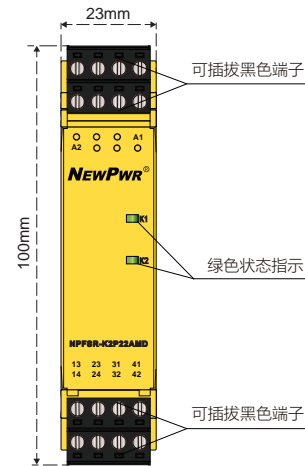 23mm
可插拔黑色端子
100mm
A1
A2
NEWPWR®
K1
绿色状态指示
K2
NPFSR-K2P22AMD
13 23 31 41
14 24 32 42
可插拔黑色端子